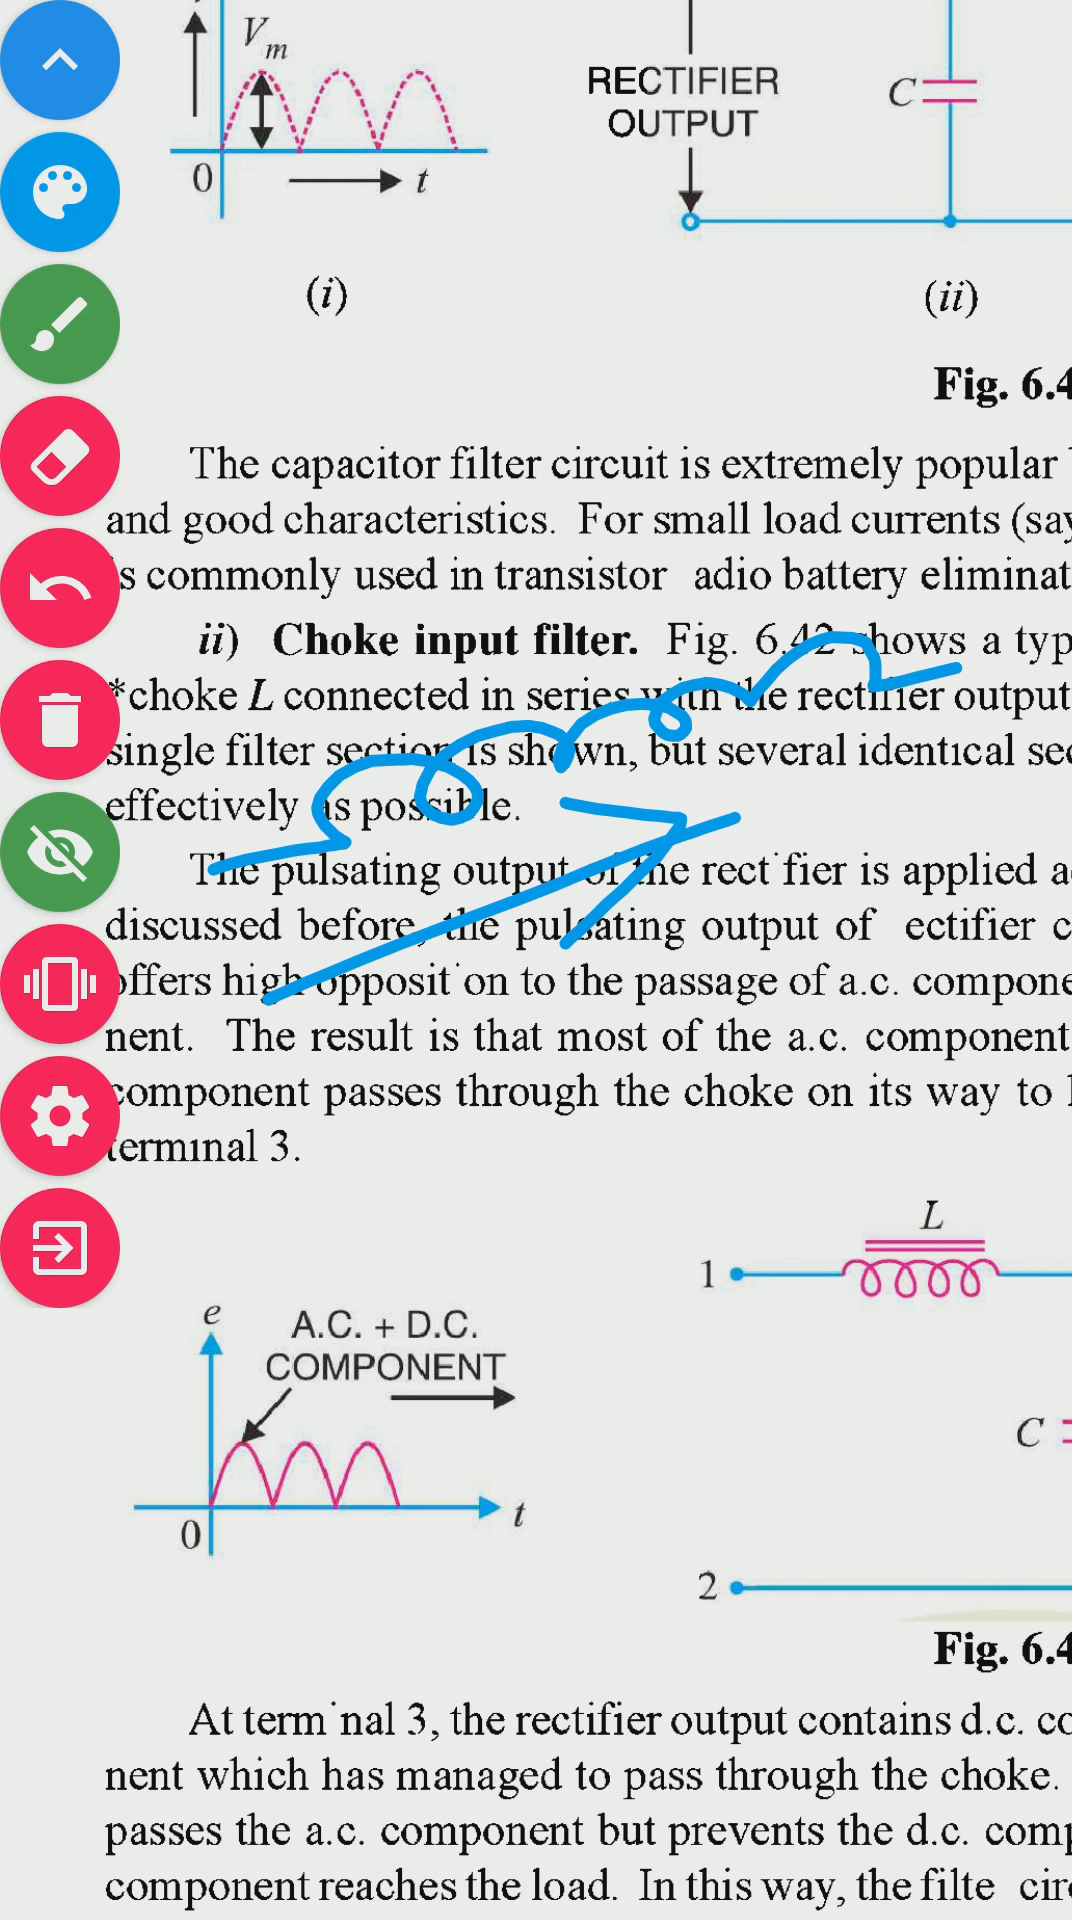 V
m
RECTIFIER
OUTPUT
C
0
t
(i)
(ii)
Fig. 6.4
The capacitor filter circuit is extremely popular
and good characteristics. For small load currents (say
s commonly used in transistor adio battery eliminat
ii) Choke input filter. Fig. 6.42 shows a typ
*choke L connected in series with the rectifier output
single filter section is shown, but several identical sec
effectively as possible.
The pulsating output of the rect fier is applied a
discussed before, the pulsating output of ectifier c
offers high opposit on to the passage of a.c. compone
nent. The result is that most of the a.c. component
component passes through the choke on its way to l
terminal 3.
L
1
e
A.C. + D.C.
COMPONENT
C
t
0
2
Fig. 6.4
At term nal 3, the rectifier output contains d.c. co
nent which has managed to pass through the choke.
passes the a.c. component but prevents the d.c. comp
component reaches the load. In this way, the filte circ